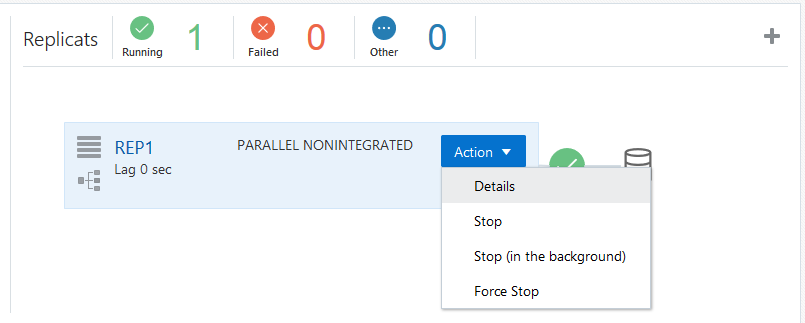 Replicats
Running
1
Failed
0
Other
0
REP1
Lag 0 sec
PARALLEL NONINTEGRATED
Action
Details
Stop
Stop (in the background)
Force Stop